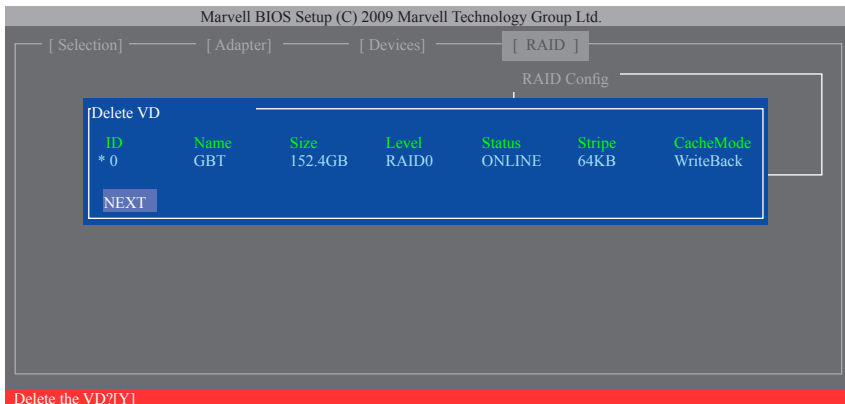 Marvell BIOS Setup (C) 2009 Marvell Technology Group Ltd.
[ Selection] [ Adapter] [ Devices] [ RAID ]
RAID Config
Delete VD
ID Name Size Level Status Stripe CacheMode
* 0 GBT 152.4GB RAID0 ONLINE 64KB WriteBack
NEXT
Delete the VD?[Y]